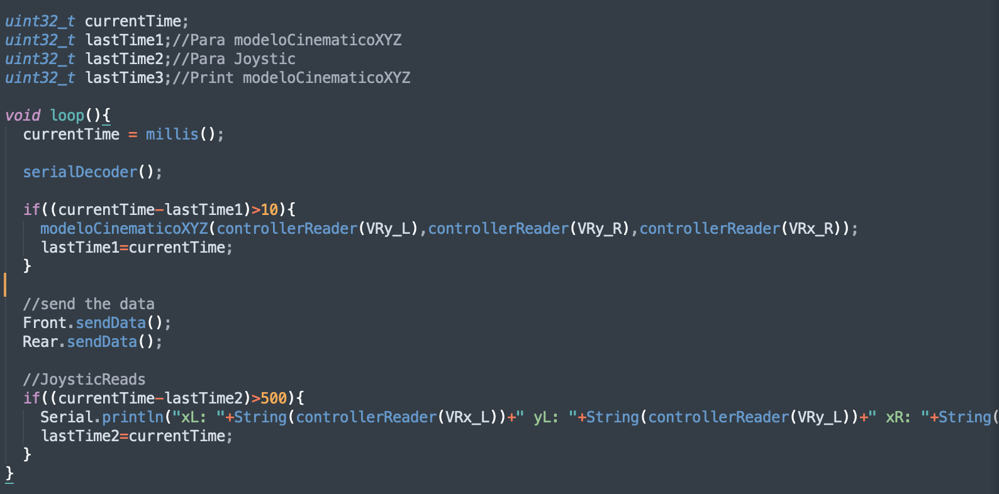 uint32_t currentTime;
uint32_t lastTime1;//Para modeloCinematicoXYZ
uint32_t lastTime2;//Para Joystic
uint32_t lastTime3;//Print modeloCinematicoXYZ
void loop(){
currentTime = millis();
serialDecoder();
if((currentTime-lastTime1)>10){
modeloCinematicoXYZ(controllerReader(VRy_L),controllerReader(VRy_R),controllerReader(VRx_R));
lastTime1=currentTime;
}
//send the data
Front.sendData();
Rear.sendData();
//JoysticReads
if((currentTime-lastTime2)>500){
Serial.println("xL: "+String(controllerReader(VRx_L))+" yL: "+String(controllerReader(VRy_L))+" xR: "+String(
lastTime2=currentTime;
}
}